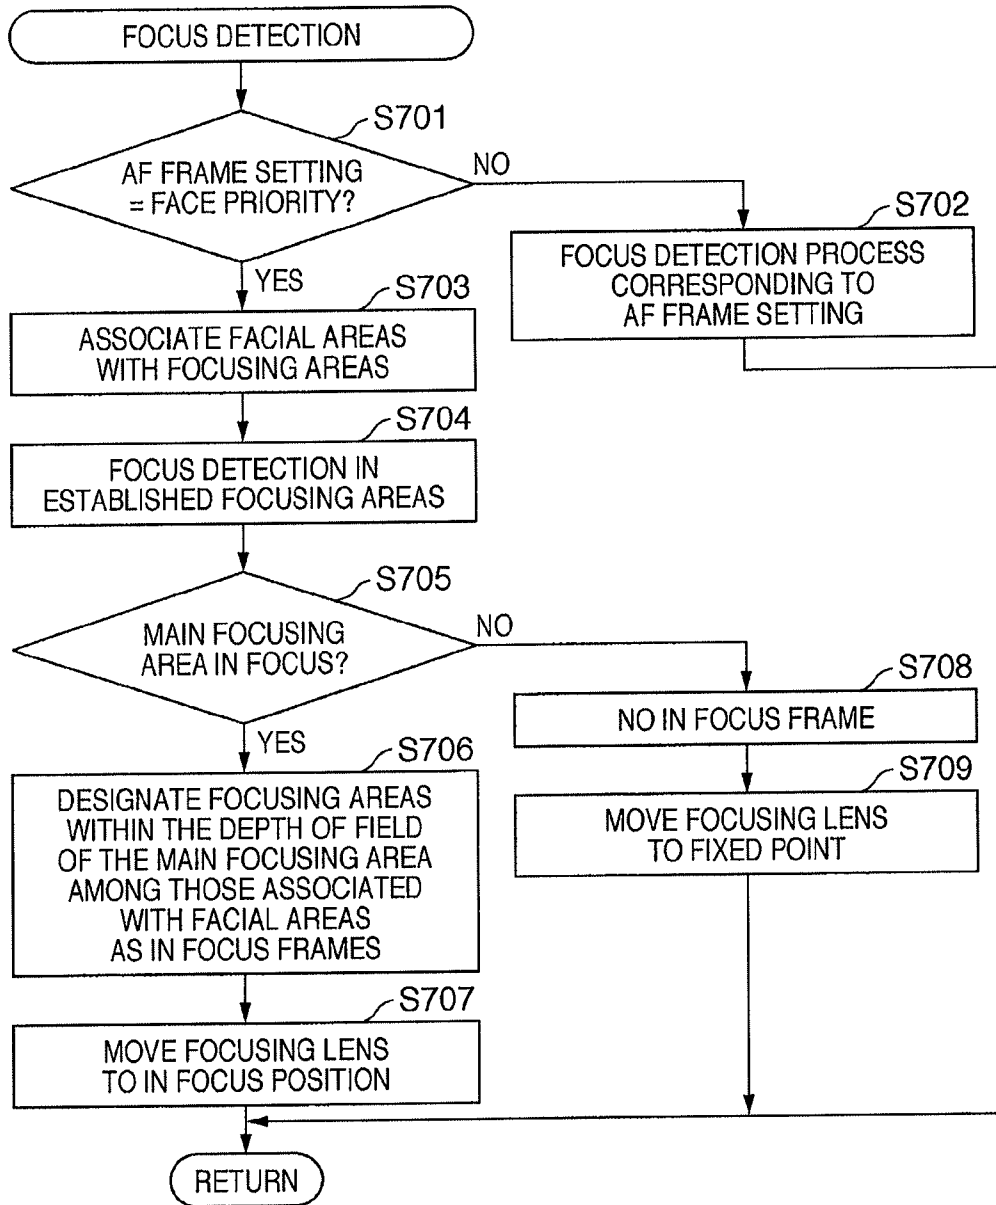 FOCUS DETECTION
S701
AF FRAME SETTING
= FACE PRIORITY?
NO
YES
S702
FOCUS DETECTION PROCESS
CORRESPONDING TO
AF FRAME SETTING
S703
ASSOCIATE FACIAL AREAS
WITH FOCUSING AREAS
S704
FOCUS DETECTION IN
ESTABLISHED FOCUSING AREAS
S705
MAIN FOCUSING
AREA IN FOCUS?
NO
YES
S708
NO IN FOCUS FRAME
S709
MOVE FOCUSING LENS
TO FIXED POINT
S706
DESIGNATE FOCUSING AREAS
WITHIN THE DEPTH OF FIELD
OF THE MAIN FOCUSING AREA
AMONG THOSE ASSOCIATED
WITH FACIAL AREAS
AS IN FOCUS FRAMES
S707
MOVE FOCUSING LENS
TO IN FOCUS POSITION
RETURN